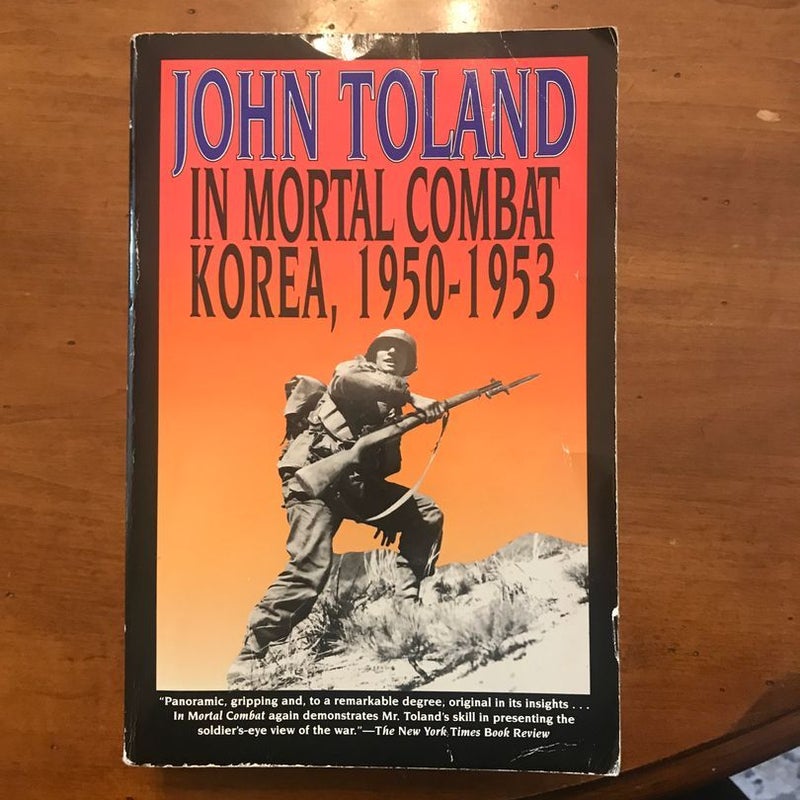 JOHN TOLAND
IN MORTAL COMBAT
KOREA, 1950-1953
“Panoramic, gripping and, to a remarkable degree, original in its insights . . .
In Mortal Combat again demonstrates Mr. Toland's skill in presenting the
soldier's-eye view of the war.”—The New York Times Book Review